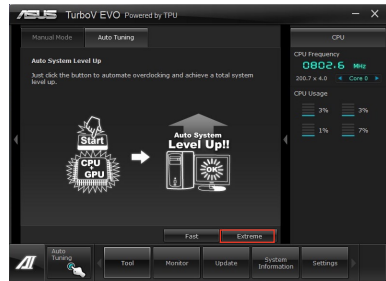 ASUS TurboV EVO Powered by TPU
Manual Mode
Auto Tuning
Auto System Level Up
Just click the button to automate overclocking and achieve a total system
level up.
Start
CPU
+
GPU
Auto System
Level Up!!
OK
Fast
Extreme
CPU
CPU Frequency
0802.6 MHz
200.7 x 4.0
Core 0
CPU Usage
3%
3%
1%
7%
Auto
Tuning
Tool
Monitor
Update
System
Information
Settings